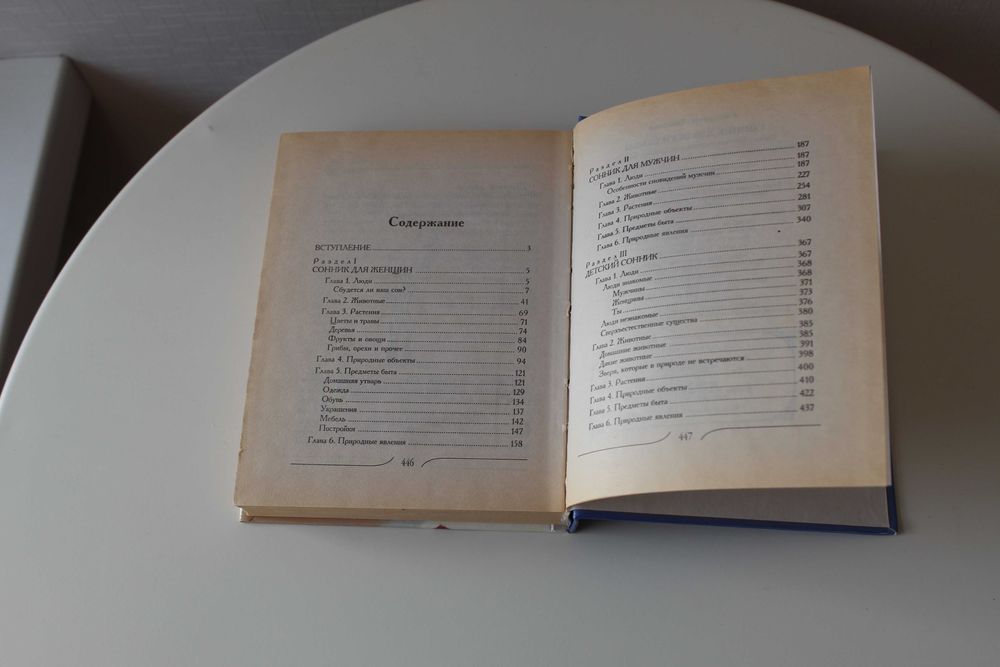 Содержание
ВСТУПЛЕНИЕ ........ 3
Раздел I
СОННИК ДЛЯ ЖЕНЩИН ........ 5
Глава 1. Люди ........ 5
Сбудется ли ваш сон? ........ 7
Глава 2. Животные ........ 41
Глава 3. Растения ........ 69
Цветы и травы ........ 71
Деревья ........ 74
Фрукты и овощи ........ 84
Грибы, орехи и прочее ........ 90
Глава 4. Природные объекты ........ 94
Глава 5. Предметы быта ........ 121
Домашняя утварь ........ 121
Одежда ........ 129
Обувь ........ 134
Украшения ........ 137
Мебель ........ 142
Постройки ........ 147
Глава 6. Природные явления ........ 158
446
Раздел II
СОННИК ДЛЯ МУЖЧИН ........ 187
Глава 1. Люди ........ 187
Особенности сновидений мужчин ........ 187
Глава 2. Животные ........ 227
Глава 3. Растения ........ 254
Глава 4. Природные объекты ........ 281
Глава 5. Предметы быта ........ 307
Глава 6. Природные явления ........ 340
Раздел III
ДЕТСКИЙ СОННИК ........ 367
Глава 1. Люди ........ 367
Люди знакомые ........ 368
Мужчины ........ 368
Женщины ........ 371
Ты ........ 373
Люди незнакомые ........ 376
Сверхъестественные существа ........ 380
Глава 2. Животные ........ 385
Домашние животные ........ 385
Дикие животные ........ 391
Звери, которые в природе не встречаются ........ 398
Глава 3. Растения ........ 400
Глава 4. Природные объекты ........ 410
Глава 5. Предметы быта ........ 422
Глава 6. Природные явления ........ 437
447